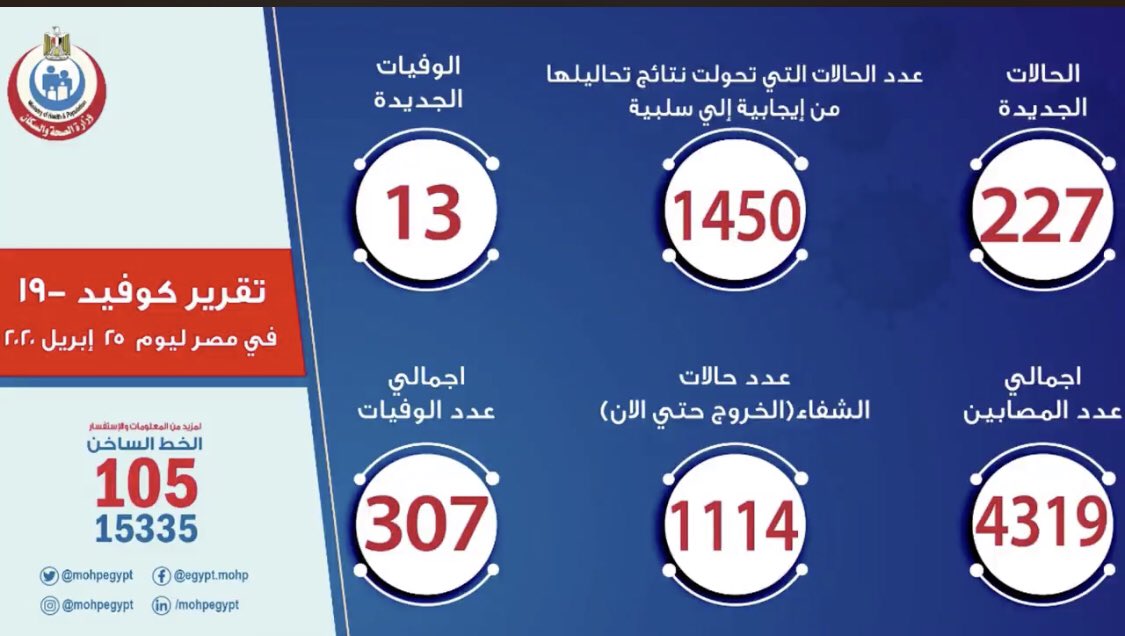 الحالات
الجديدة
227
عدد الحالات التي تحولت نتائج تحاليلها
من إيجابية إلي سلبية
1450
الوفيات
الجديدة
13
اجمالي
عدد المصابين
4319
عدد حالات
الشفاء(الخروج حتي الان)
1114
اجمالي
عدد الوفيات
307
Ministry of Health & Population
وزارة الصحة والسكان
تقرير كوفيد -١٩
في مصر ليوم ٢٥ إبريل ٢٠٢٠
لمزيد من المعلومات والإستفسار
الخط الساخن
105
15335
@mohpegypt @egypt.mohp
@mohpegypt /mohpegypt